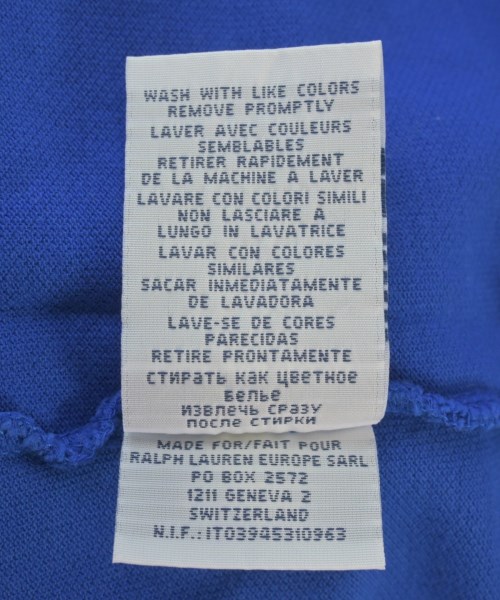 WASH WITH LIKE COLORS
REMOVE PROMPTLY
LAVER AVEC COULEURS
SEMBLABLES
RETIRER RAPIDEMENT
DE LA MACHINE A LAVER
LAVARE CON COLORI SIMILI
NON LASCIARE A
LUNGO IN LAVATRICE
LAVAR CON COLORES
SIMILARES
SACAR INMEDIATAMENTE
DE LAVADORA
LAVE-SE DE CORES
PARECIDAS
RETIRE PRONTAMENTE
СТИРАТЬ КАК ЦВЕТНОЕ
БЕЛЬЕ
ИЗВЛЕЧЬ СРАЗУ
ПОСЛЕ СТИРКИ
MADE FOR/FAIT POUR
RALPH LAUREN EUROPE SARL
PO BOX 2572
1211 GENEVA 2
SWITZERLAND
N.I.F.:IT03945310963